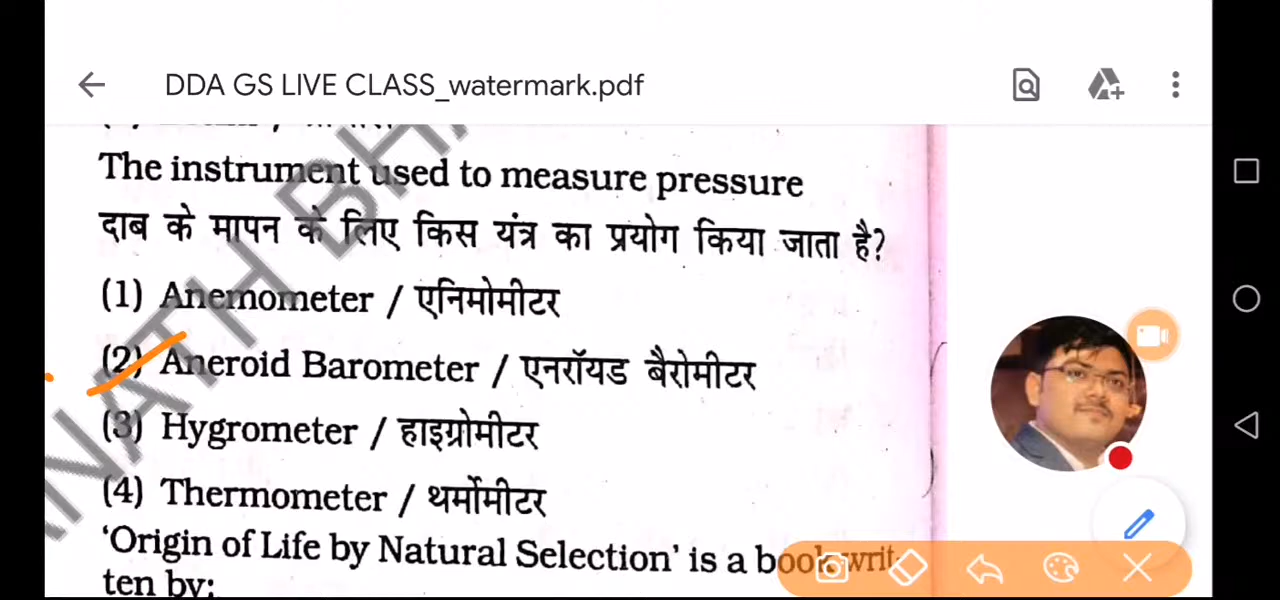 DDA GS LIVE CLASS_watermark.pdf
The instrument used to measure pressure
दाब के मापन के लिए किस यंत्र का प्रयोग किया जाता है?
(1) Anemometer / एनिमोमीटर
(2) Aneroid Barometer / एनरॉयड बैरोमीटर
(3) Hygrometer / हाइग्रोमीटर
(4) Thermometer / थर्मोमीटर
'Origin of Life by Natural Selection' is a book writ-
ten by: